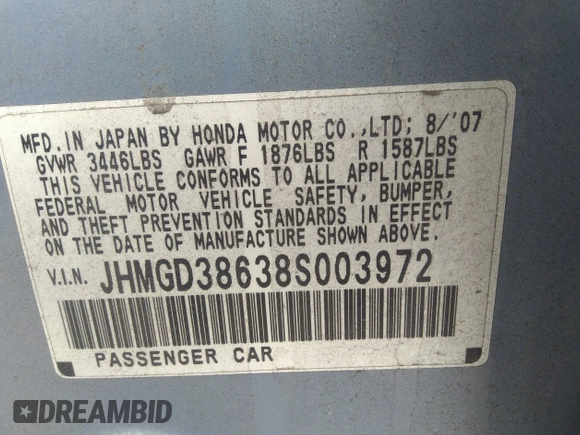 MFD.IN JAPAN BY HONDA MOTOR CO.,LTD; 8/'07
GVWR 3446LBS GAWR F 1876LBS R 1587LBS
THIS VEHICLE CONFORMS TO ALL APPLICABLE
FEDERAL MOTOR VEHICLE SAFETY, BUMPER,
AND THEFT PREVENTION STANDARDS IN EFFECT
ON THE DATE OF MANUFACTURE SHOWN ABOVE.
V.I.N. JHMGD38638S003972
PASSENGER CAR
DREAMBID